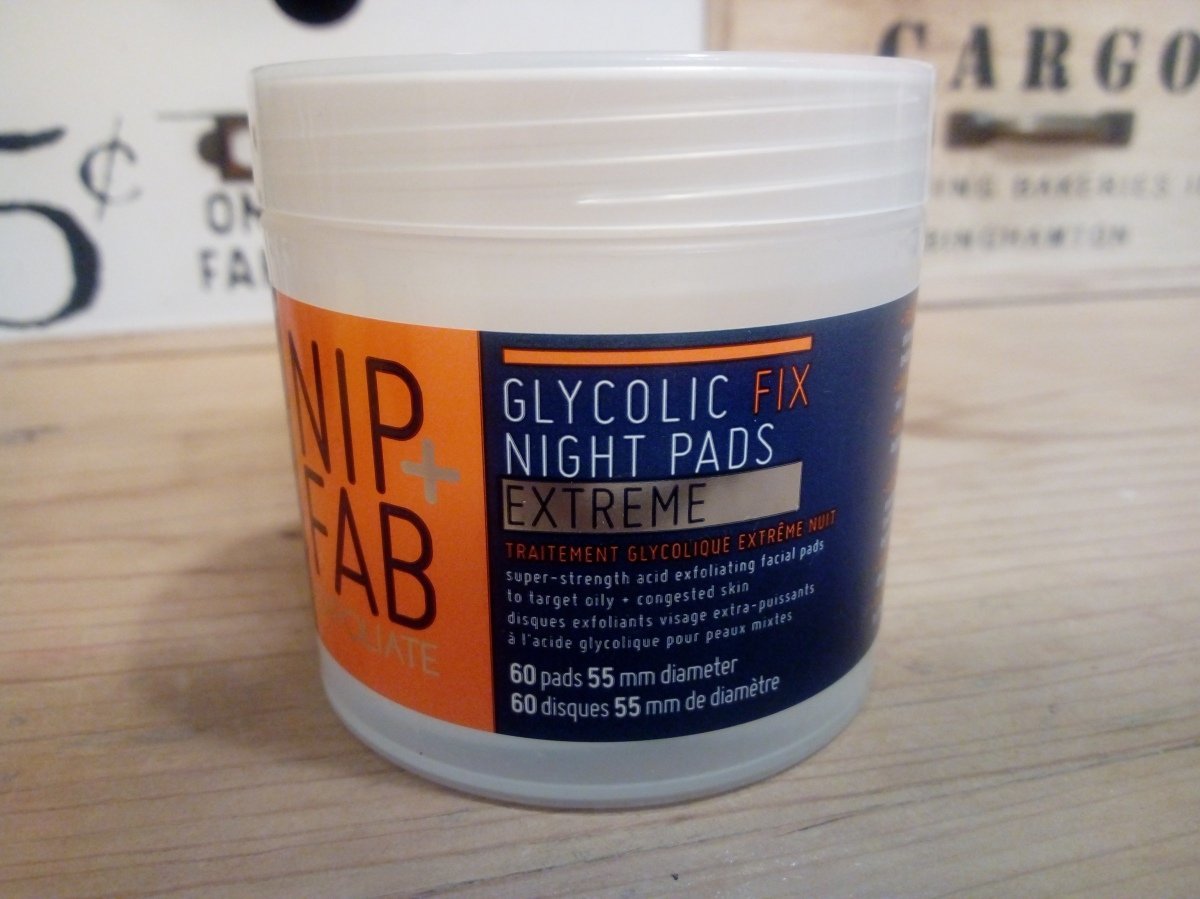 5¢
CARGO
BAKERIES
BINGHAMTON
NIP
+
FAB
GLYCOLIC FIX
NIGHT PADS
EXTREME
TRAITEMENT GLYCOLIQUE EXTRÊME NUIT
super-strength acid exfoliating facial pads
to target oily + congested skin
disques exfoliants visage extra-puissants
à l'acide glycolique pour peaux mixtes
60 pads 55 mm diameter
60 disques 55 mm de diamètre